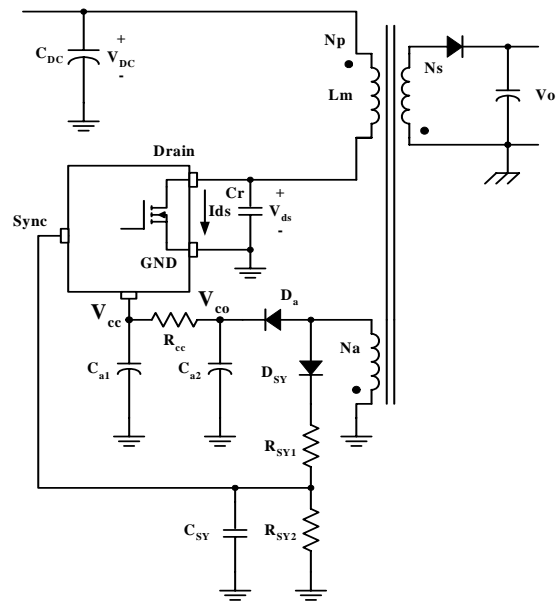 Np
+
C_DC
V_DC
-
Ns
Lm
Vo
Drain
Cr
+
Ids
V_ds
-
Sync
GND
V_cc
V_co
D_a
R_cc
Na
C_a1
C_a2
D_SY
R_SY1
C_SY
R_SY2